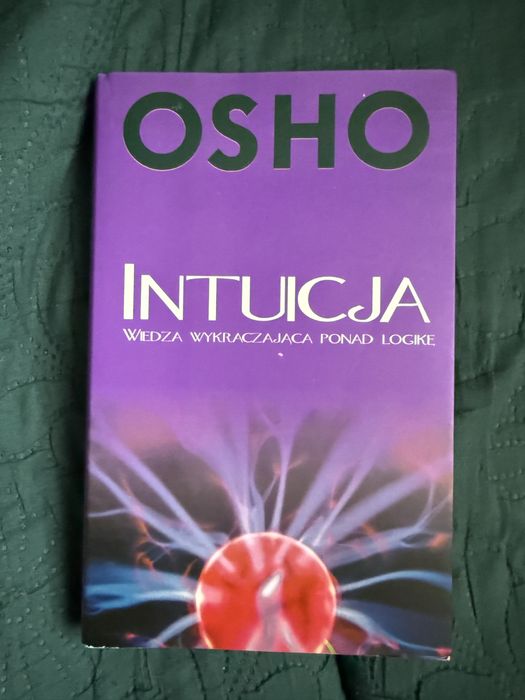 OSHO
INTUICJA
WIEDZA WYKRACZAJĄCA PONAD LOGIKĘ